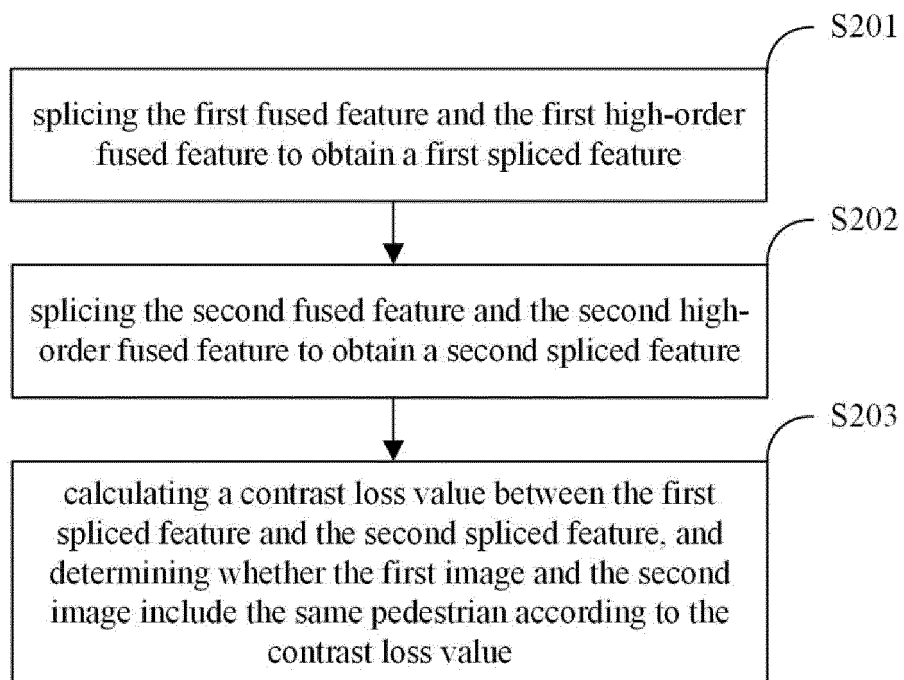 S201
splicing the first fused feature and the first high-order
fused feature to obtain a first spliced feature
S202
splicing the second fused feature and the second high-
order fused feature to obtain a second spliced feature
S203
calculating a contrast loss value between the first
spliced feature and the second spliced feature, and
determining whether the first image and the second
image include the same pedestrian according to the
contrast loss value